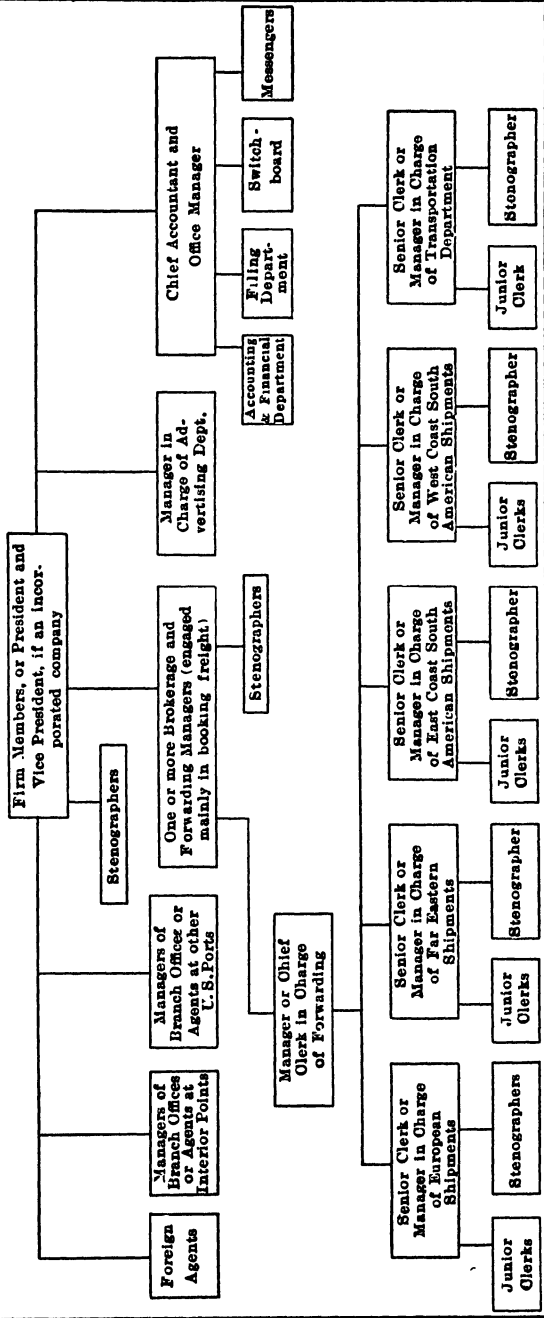 Firm Members, or President and
Vice President, if an incor-
porated company
Stenographers
Foreign
Agents
Managers of
Branch Offices
or Agents at
Interior Points
Managers of
Branch Offices or
Agents at other
U.S.Ports
One or more Brokerage and
Forwarding Managers (engaged
mainly in booking freight)
Manager in
Charge of Ad-
vertising Dept.
Chief Accountant and
Office Manager
Stenographers
Accounting
& Financial
Department
Filing
Depart-
ment
Switch-
board
Messengers
Manager or Chief
Clerk in Charge
of Forwarding
Senior Clerk or
Manager in Charge
of European
Shipments
Senior Clerk or
Manager in Charge
of Far Eastern
Shipments
Senior Clerk or
Manager in Charge
of East Coast South
American Shipments
Senior Clerk or
Manager in Charge
of West Coast South
American Shipments
Senior Clerk or
Manager in Charge
of Transportation
Department
Junior
Clerks
Stenographers
Junior
Clerks
Stenographer
Junior
Clerks
Stenographer
Junior
Clerks
Stenographer
Junior
Clerk
Stenographer